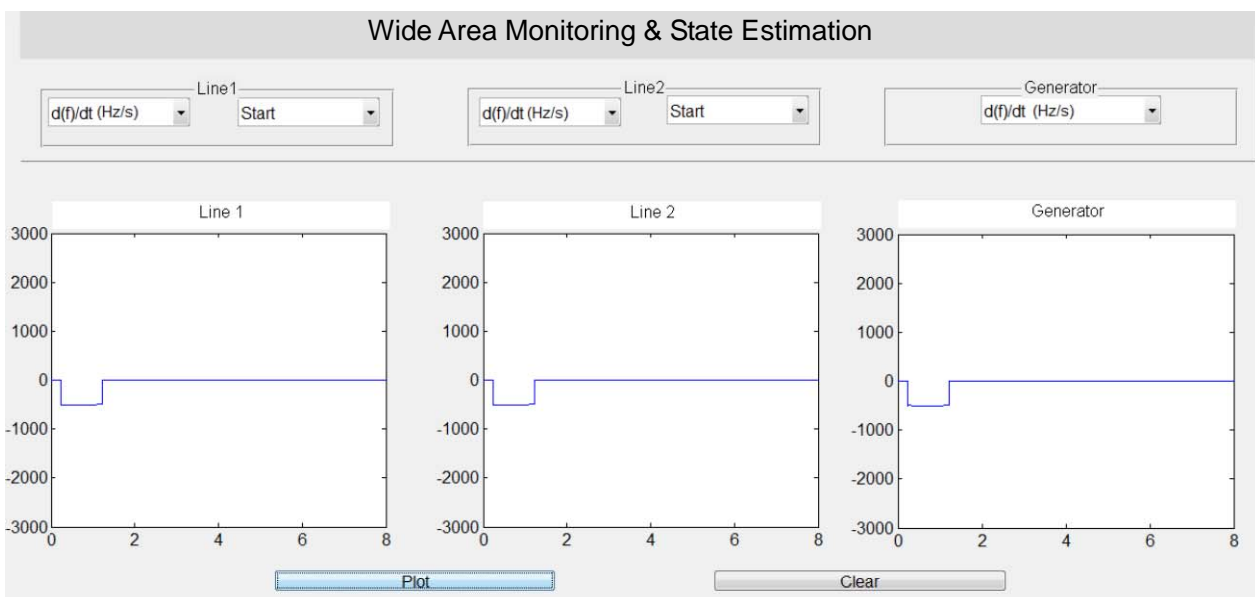 Wide Area Monitoring & State Estimation
Line1
d(f)/dt (Hz/s) Start
Line2
d(f)/dt (Hz/s) Start
Generator
d(f)/dt (Hz/s)
Line 1
3000
2000
1000
0
-1000
-2000
-3000
0 2 4 6 8
Line 2
3000
2000
1000
0
-1000
-2000
-3000
0 2 4 6 8
Generator
3000
2000
1000
0
-1000
-2000
-3000
0 2 4 6 8
Plot
Clear